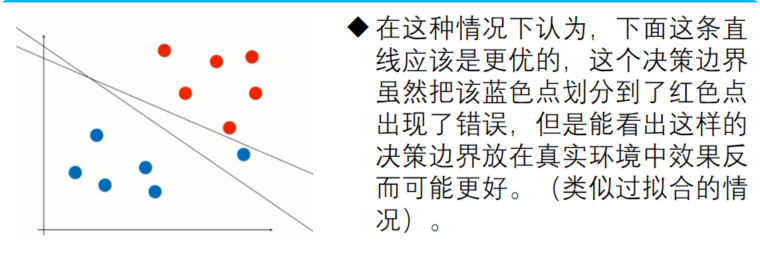 ◆ 在这种情况下认为，下面这条直
线应该是更优的，这个决策边界
虽然把该蓝色点划分到了红色点
出现了错误，但是能看出这样的
决策边界放在真实环境中效果反
而可能更好。（类似过拟合的情
况）。